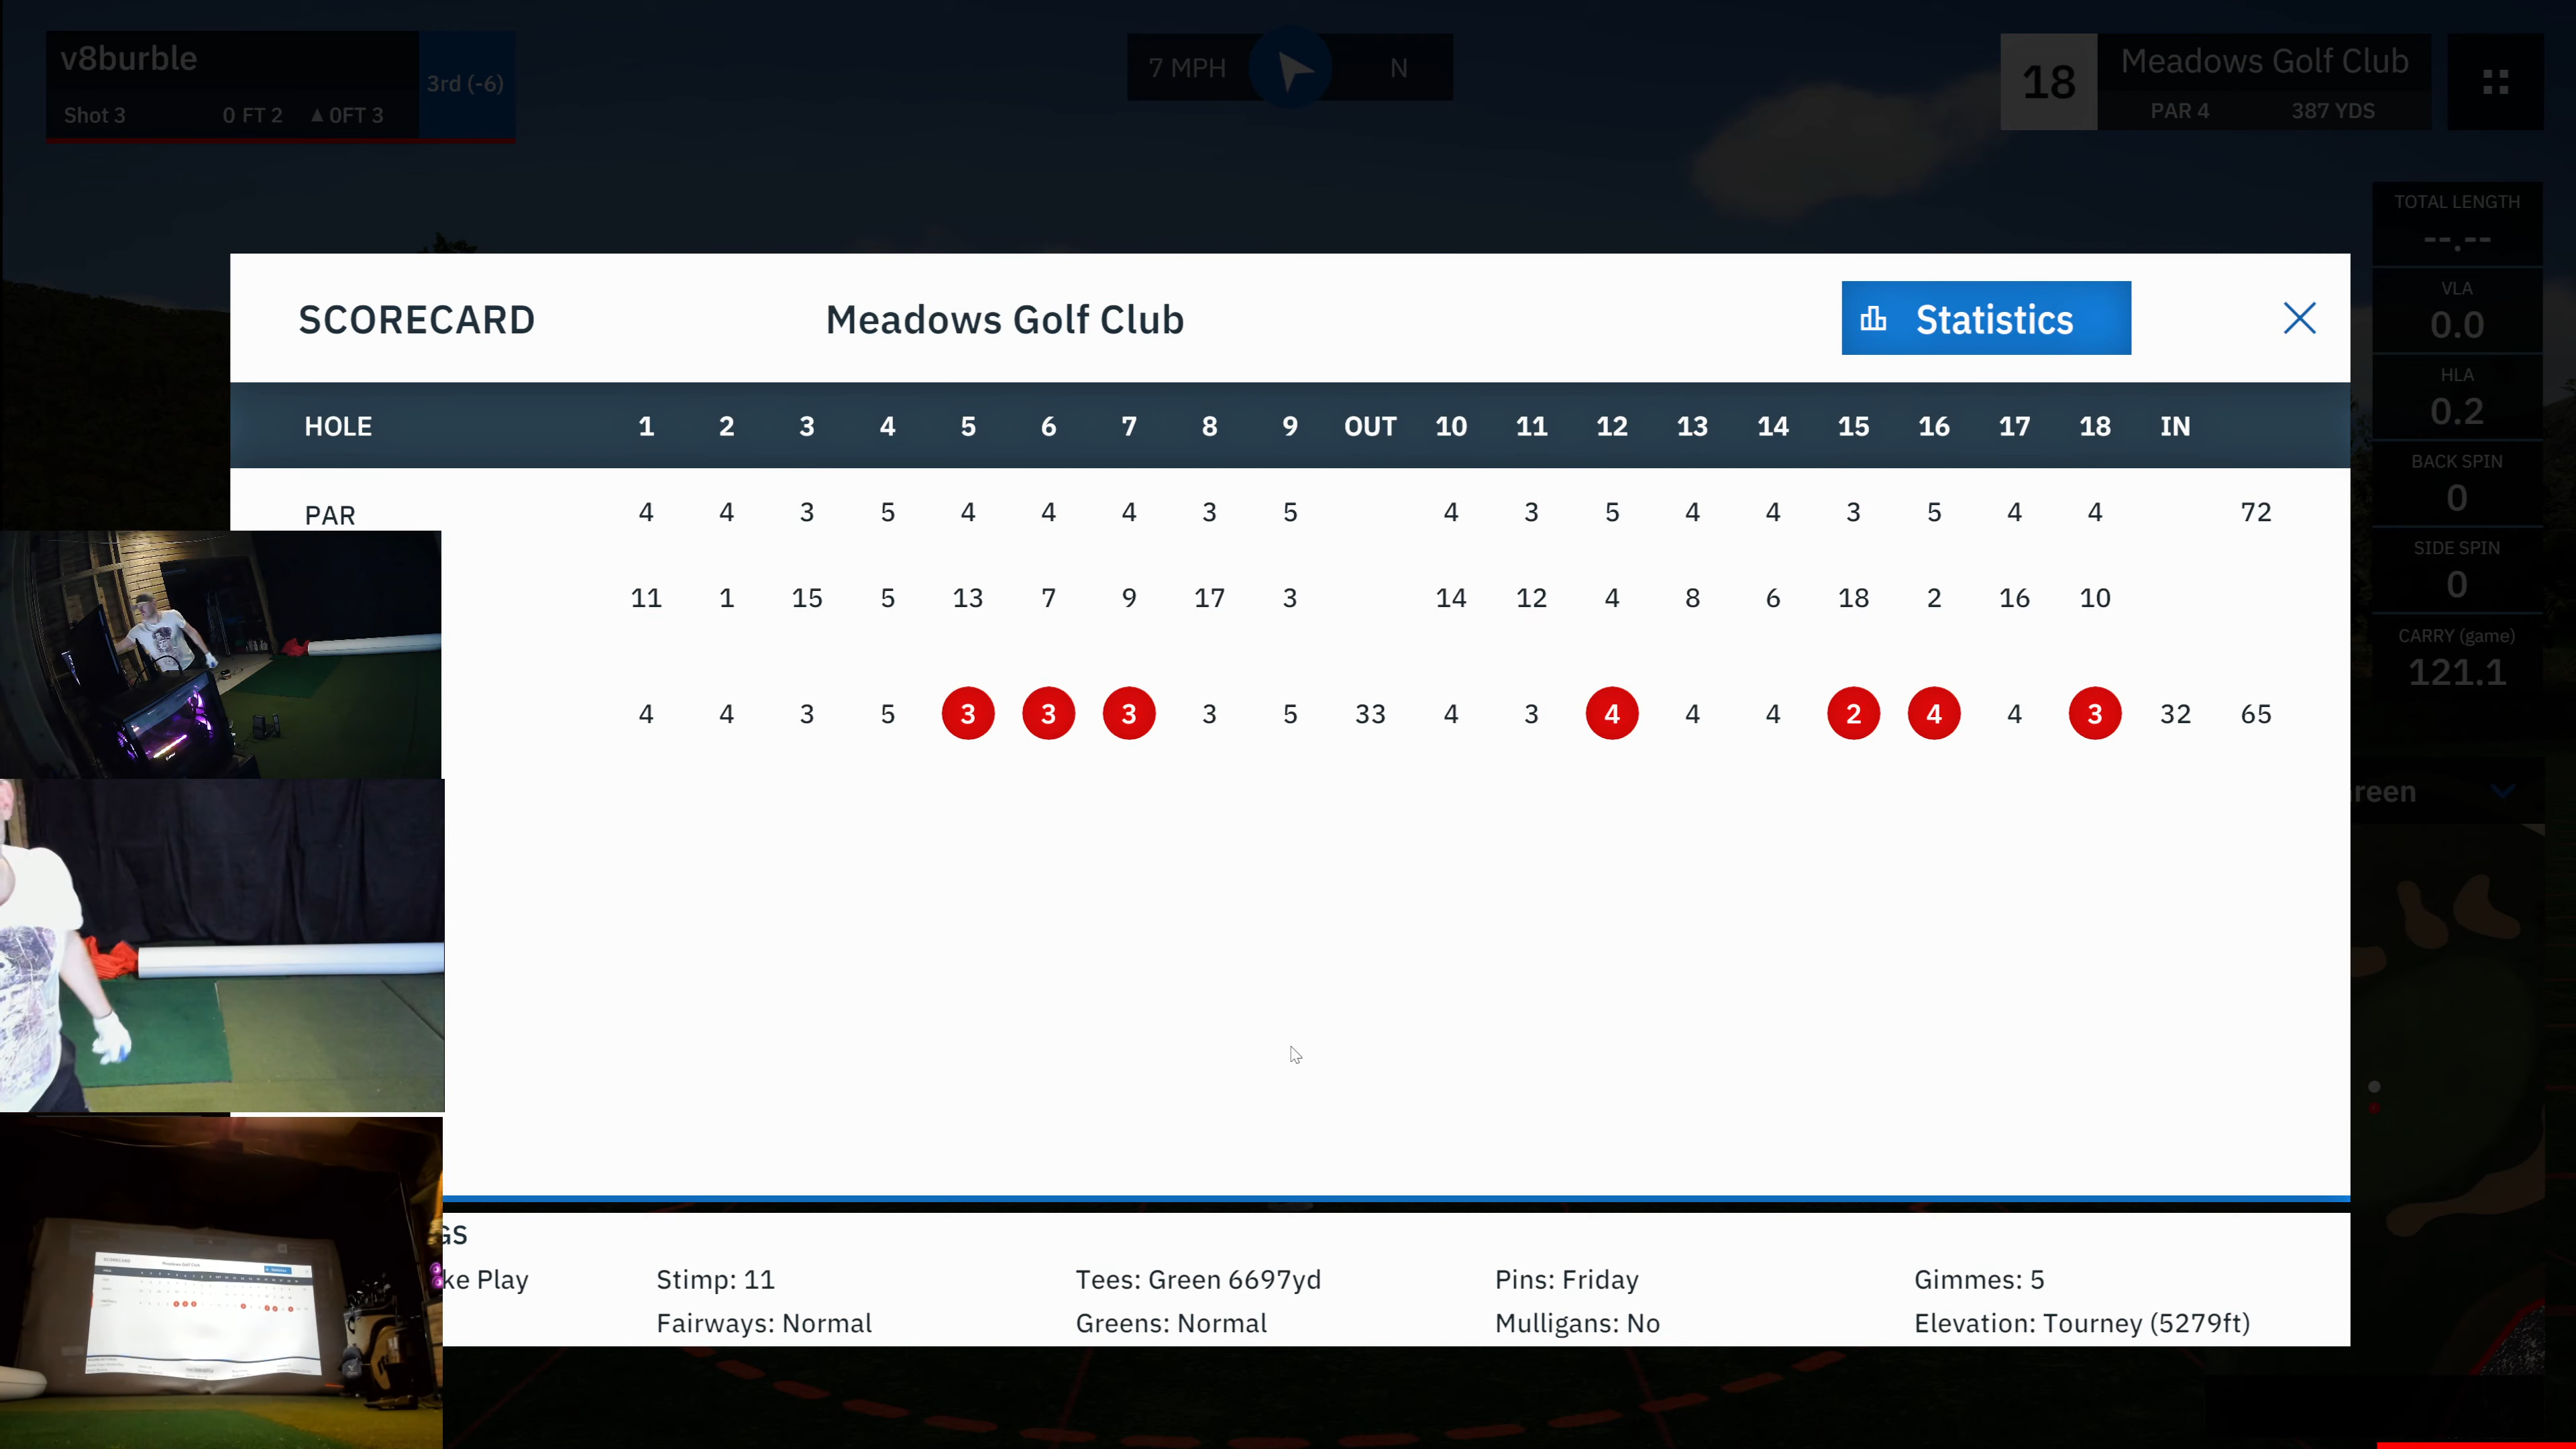 v8burble
3rd (-6)
Shot 3 0 FT 2 ▲ 0FT 3
7 MPH N
18
Meadows Golf Club
PAR 4 387 YDS
TOTAL LENGTH
--.--
VLA
0.0
HLA
0.2
BACK SPIN
0
SIDE SPIN
0
CARRY (game)
121.1
reen
SCORECARD Meadows Golf Club Statistics
HOLE 1 2 3 4 5 6 7 8 9 OUT 10 11 12 13 14 15 16 17 18 IN
PAR 4 4 3 5 4 4 4 3 5 4 3 5 4 4 3 5 4 4 72
11 1 15 5 13 7 9 17 3 14 12 4 8 6 18 2 16 10
4 4 3 5 3 3 3 3 5 33 4 3 4 4 4 2 4 4 3 32 65
GS
ke Play Stimp: 11 Tees: Green 6697yd Pins: Friday Gimmes: 5
Fairways: Normal Greens: Normal Mulligans: No Elevation: Tourney (5279ft)